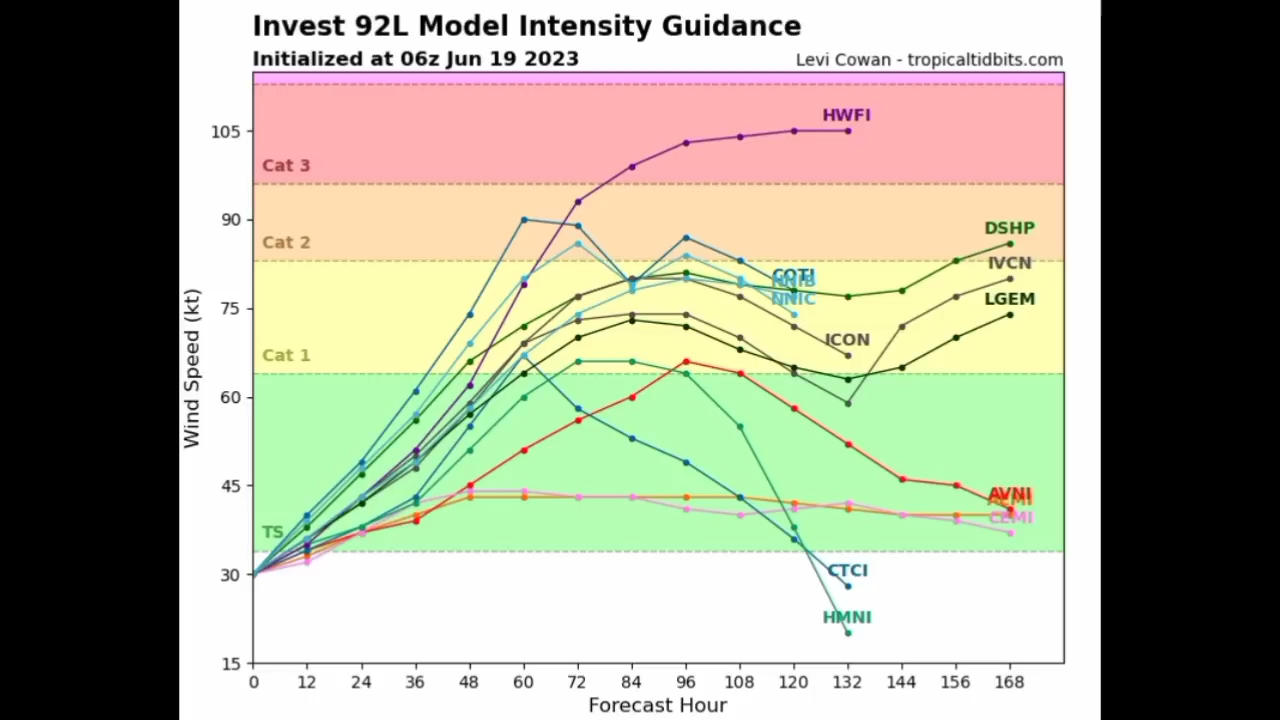 Invest 92L Model Intensity Guidance
Initialized at 06z Jun 19 2023
Levi Cowan - tropicaltidbits.com
HWFI
105
Cat 3
DSHP
90
Cat 2
IVCN
COTI
NNIC
LGEM
75
ICON
Cat 1
Wind Speed (kt)
60
45
AVNI
AEMI
CEMI
TS
30
CTCI
HMNI
15
0 12 24 36 48 60 72 84 96 108 120 132 144 156 168
Forecast Hour